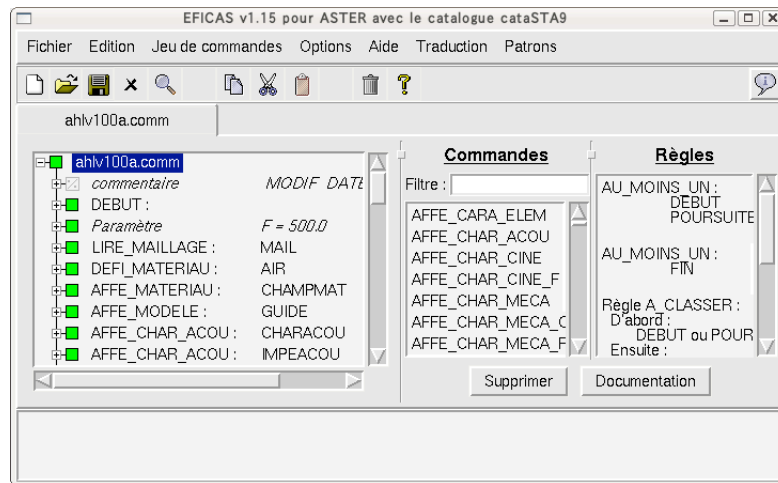 EFICAS v1.15 pour ASTER avec le catalogue cataSTA9
Fichier Edition Jeu de commandes Options Aide Traduction Patrons
ahlv100a.comm
ahlv100a.comm
commentaire MODIF DATE
DEBUT :
Paramètre F = 500.0
LIRE_MAILLAGE : MAIL
DEFI_MATERIAU : AIR
AFFE_MATERIAU : CHAMPMAT
AFFE_MODELE : GUIDE
AFFE_CHAR_ACOU : CHARACOU
AFFE_CHAR_ACOU : IMPEACOU
Commandes
Filtre :
AFFE_CARA_ELEM
AFFE_CHAR_ACOU
AFFE_CHAR_CINE
AFFE_CHAR_CINE_F
AFFE_CHAR_MECA
AFFE_CHAR_MECA_C
AFFE_CHAR_MECA_F
Supprimer
Règles
AU_MOINS_UN :
DEBUT
POURSUITE
AU_MOINS_UN :
FIN
Règle A_CLASSER :
D'abord :
DEBUT ou POUR
Ensuite :
Documentation